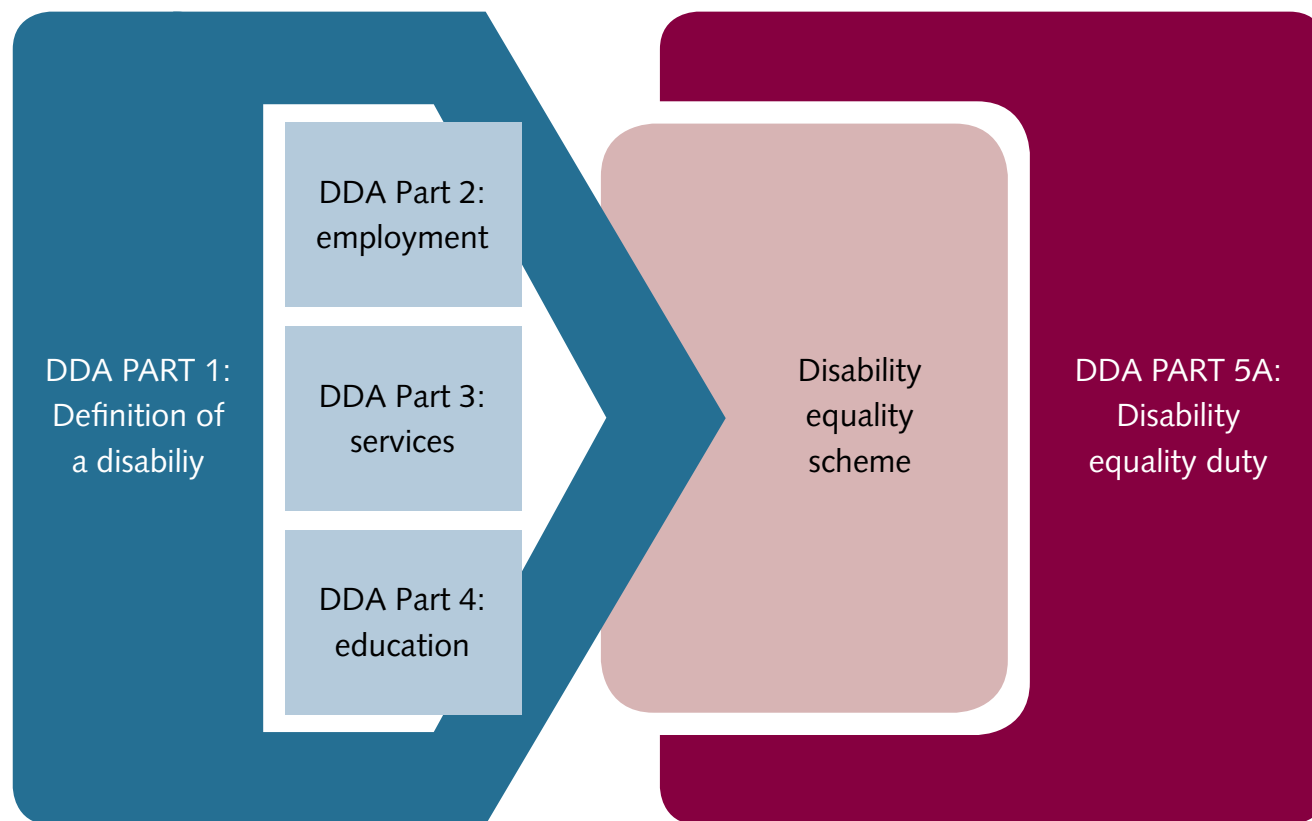 DDA PART 1:
Definition of
a disabiliy
DDA Part 2:
employment
DDA Part 3:
services
DDA Part 4:
education
Disability
equality
scheme
DDA PART 5A:
Disability
equality duty